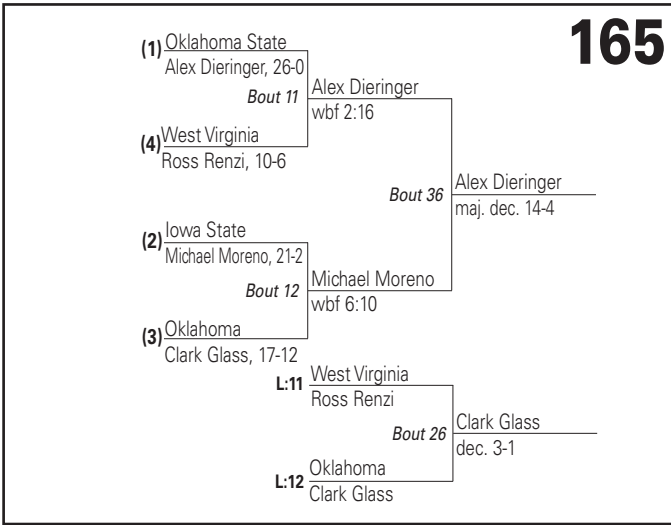 165
(1) Oklahoma State
Alex Dieringer, 26-0
Bout 11
Alex Dieringer
wbf 2:16
(4) West Virginia
Ross Renzi, 10-6
Bout 36
Alex Dieringer
maj. dec. 14-4
(2) Iowa State
Michael Moreno, 21-2
Bout 12
Michael Moreno
wbf 6:10
(3) Oklahoma
Clark Glass, 17-12
L:11 West Virginia
Ross Renzi
Bout 26
Clark Glass
dec. 3-1
L:12 Oklahoma
Clark Glass